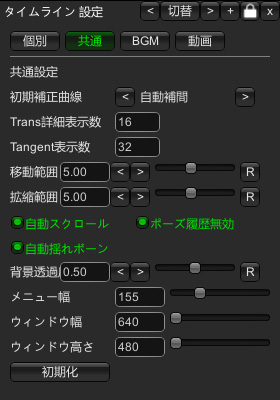 タイムライン 設定 < 切替 > + x
個別 共通 BGM 動画
共通設定
初期補正曲線 < 自動補間 >
Trans詳細表示数 16
Tangent表示数 32
移動範囲 5.00 < > R
拡縮範囲 5.00 < > R
自動スクロール ポーズ履歴無効
自動揺れボーン
背景透過 0.50 < > R
メニュー幅 155
ウィンドウ幅 640
ウィンドウ高さ 480
初期化